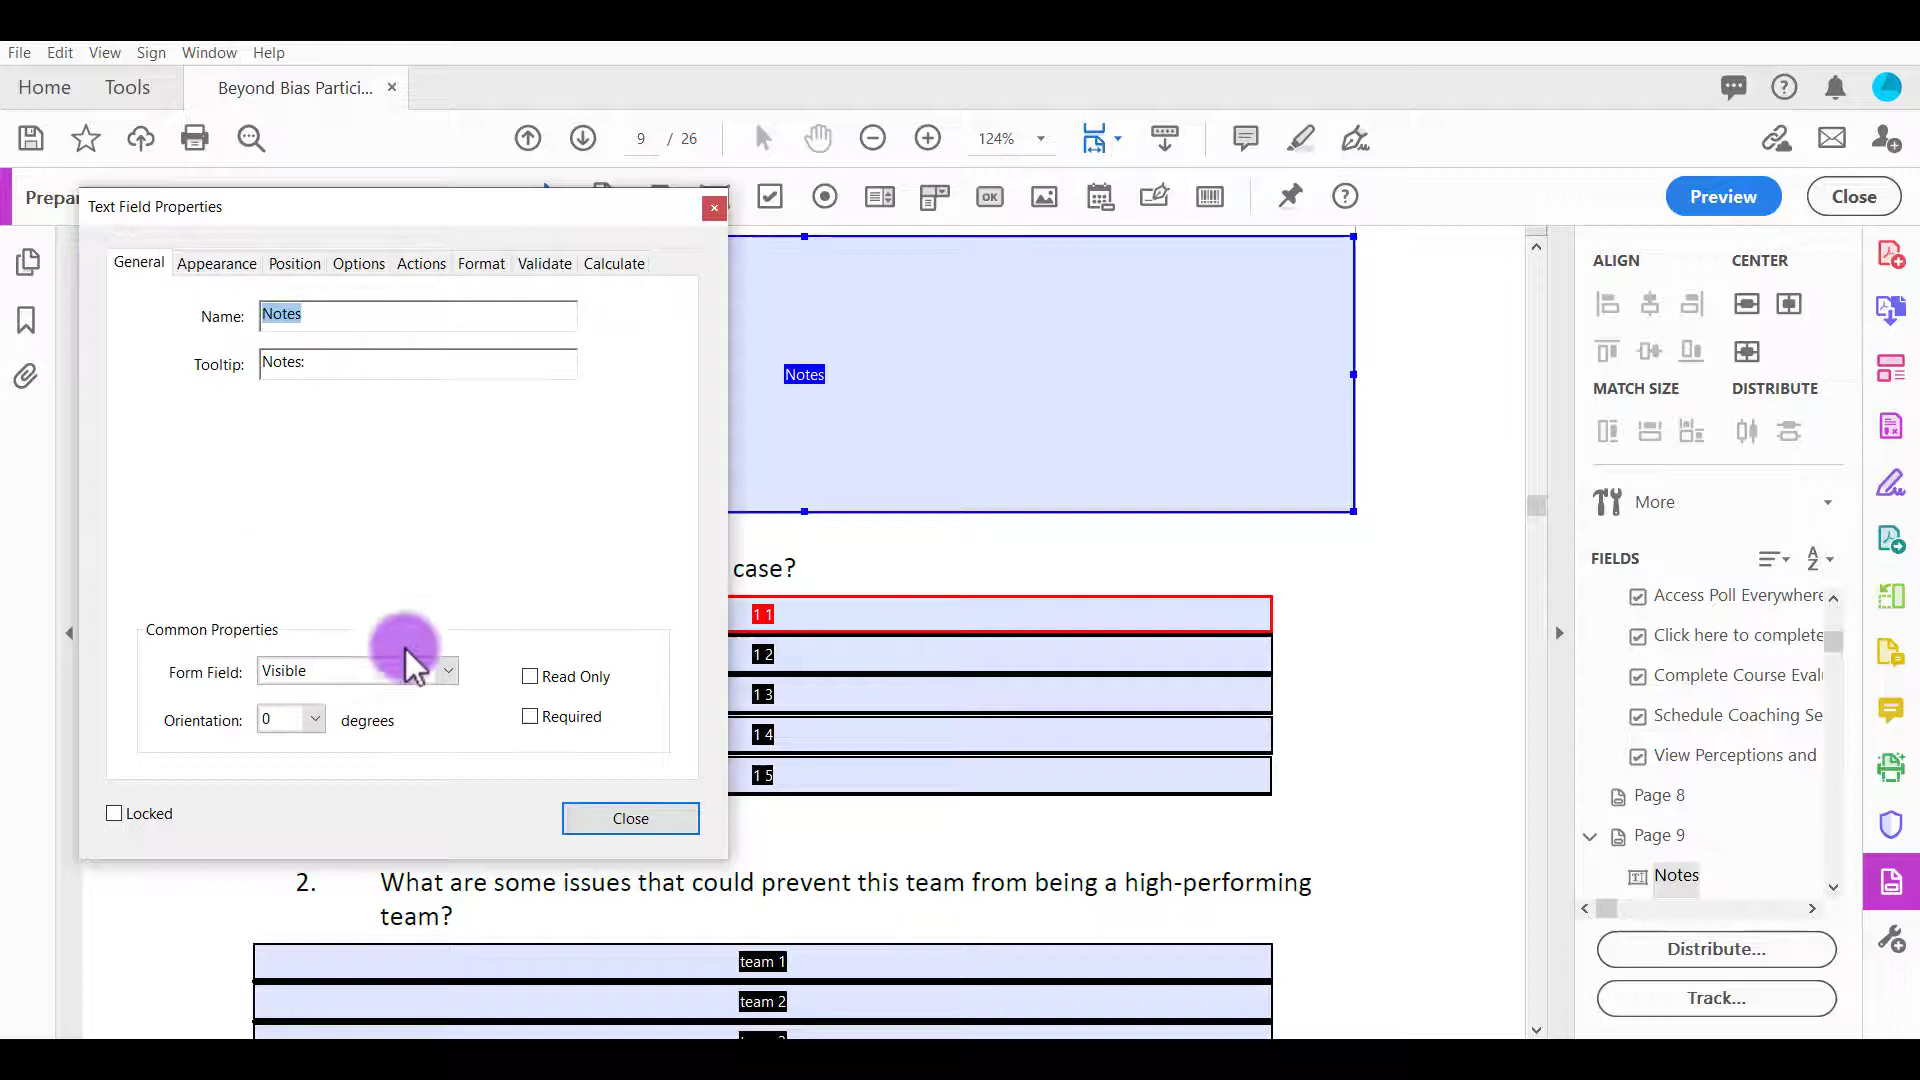 File Edit View Sign Window Help
Home Tools Beyond Bias Partici... ×
9 / 26 124%
Prepar
Preview Close
Text Field Properties
General Appearance Position Options Actions Format Validate Calculate
Name: Notes
Tooltip: Notes:
Common Properties
Form Field: Visible
Read Only
Orientation: 0 degrees
Required
Locked
Close
Notes
case?
1 1
1 2
1 3
1 4
1 5
2. What are some issues that could prevent this team from being a high-performing
team?
team 1
team 2
ALIGN CENTER
MATCH SIZE DISTRIBUTE
More
FIELDS
Access Poll Everywhere
Click here to complete
Complete Course Eval
Schedule Coaching Se
View Perceptions and
Page 8
Page 9
Notes
Distribute...
Track...